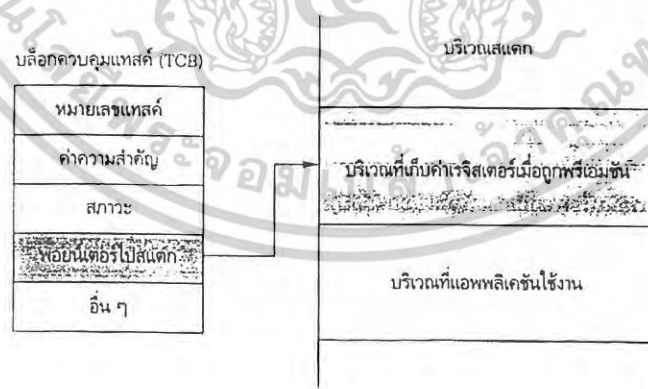 บล็อกควบคุมแทสค์ (TCB)
หมายเลขแทสค์
ค่าความสำคัญ
สภาวะ
พอยน์เตอร์ไปสแตก
อื่น ๆ
บริเวณสแตก
บริเวณที่เก็บค่ารีจิสเตอร์เมื่อถูกพรีเอ็มชัน
บริเวณที่แอพพลิเคชันใช้งาน